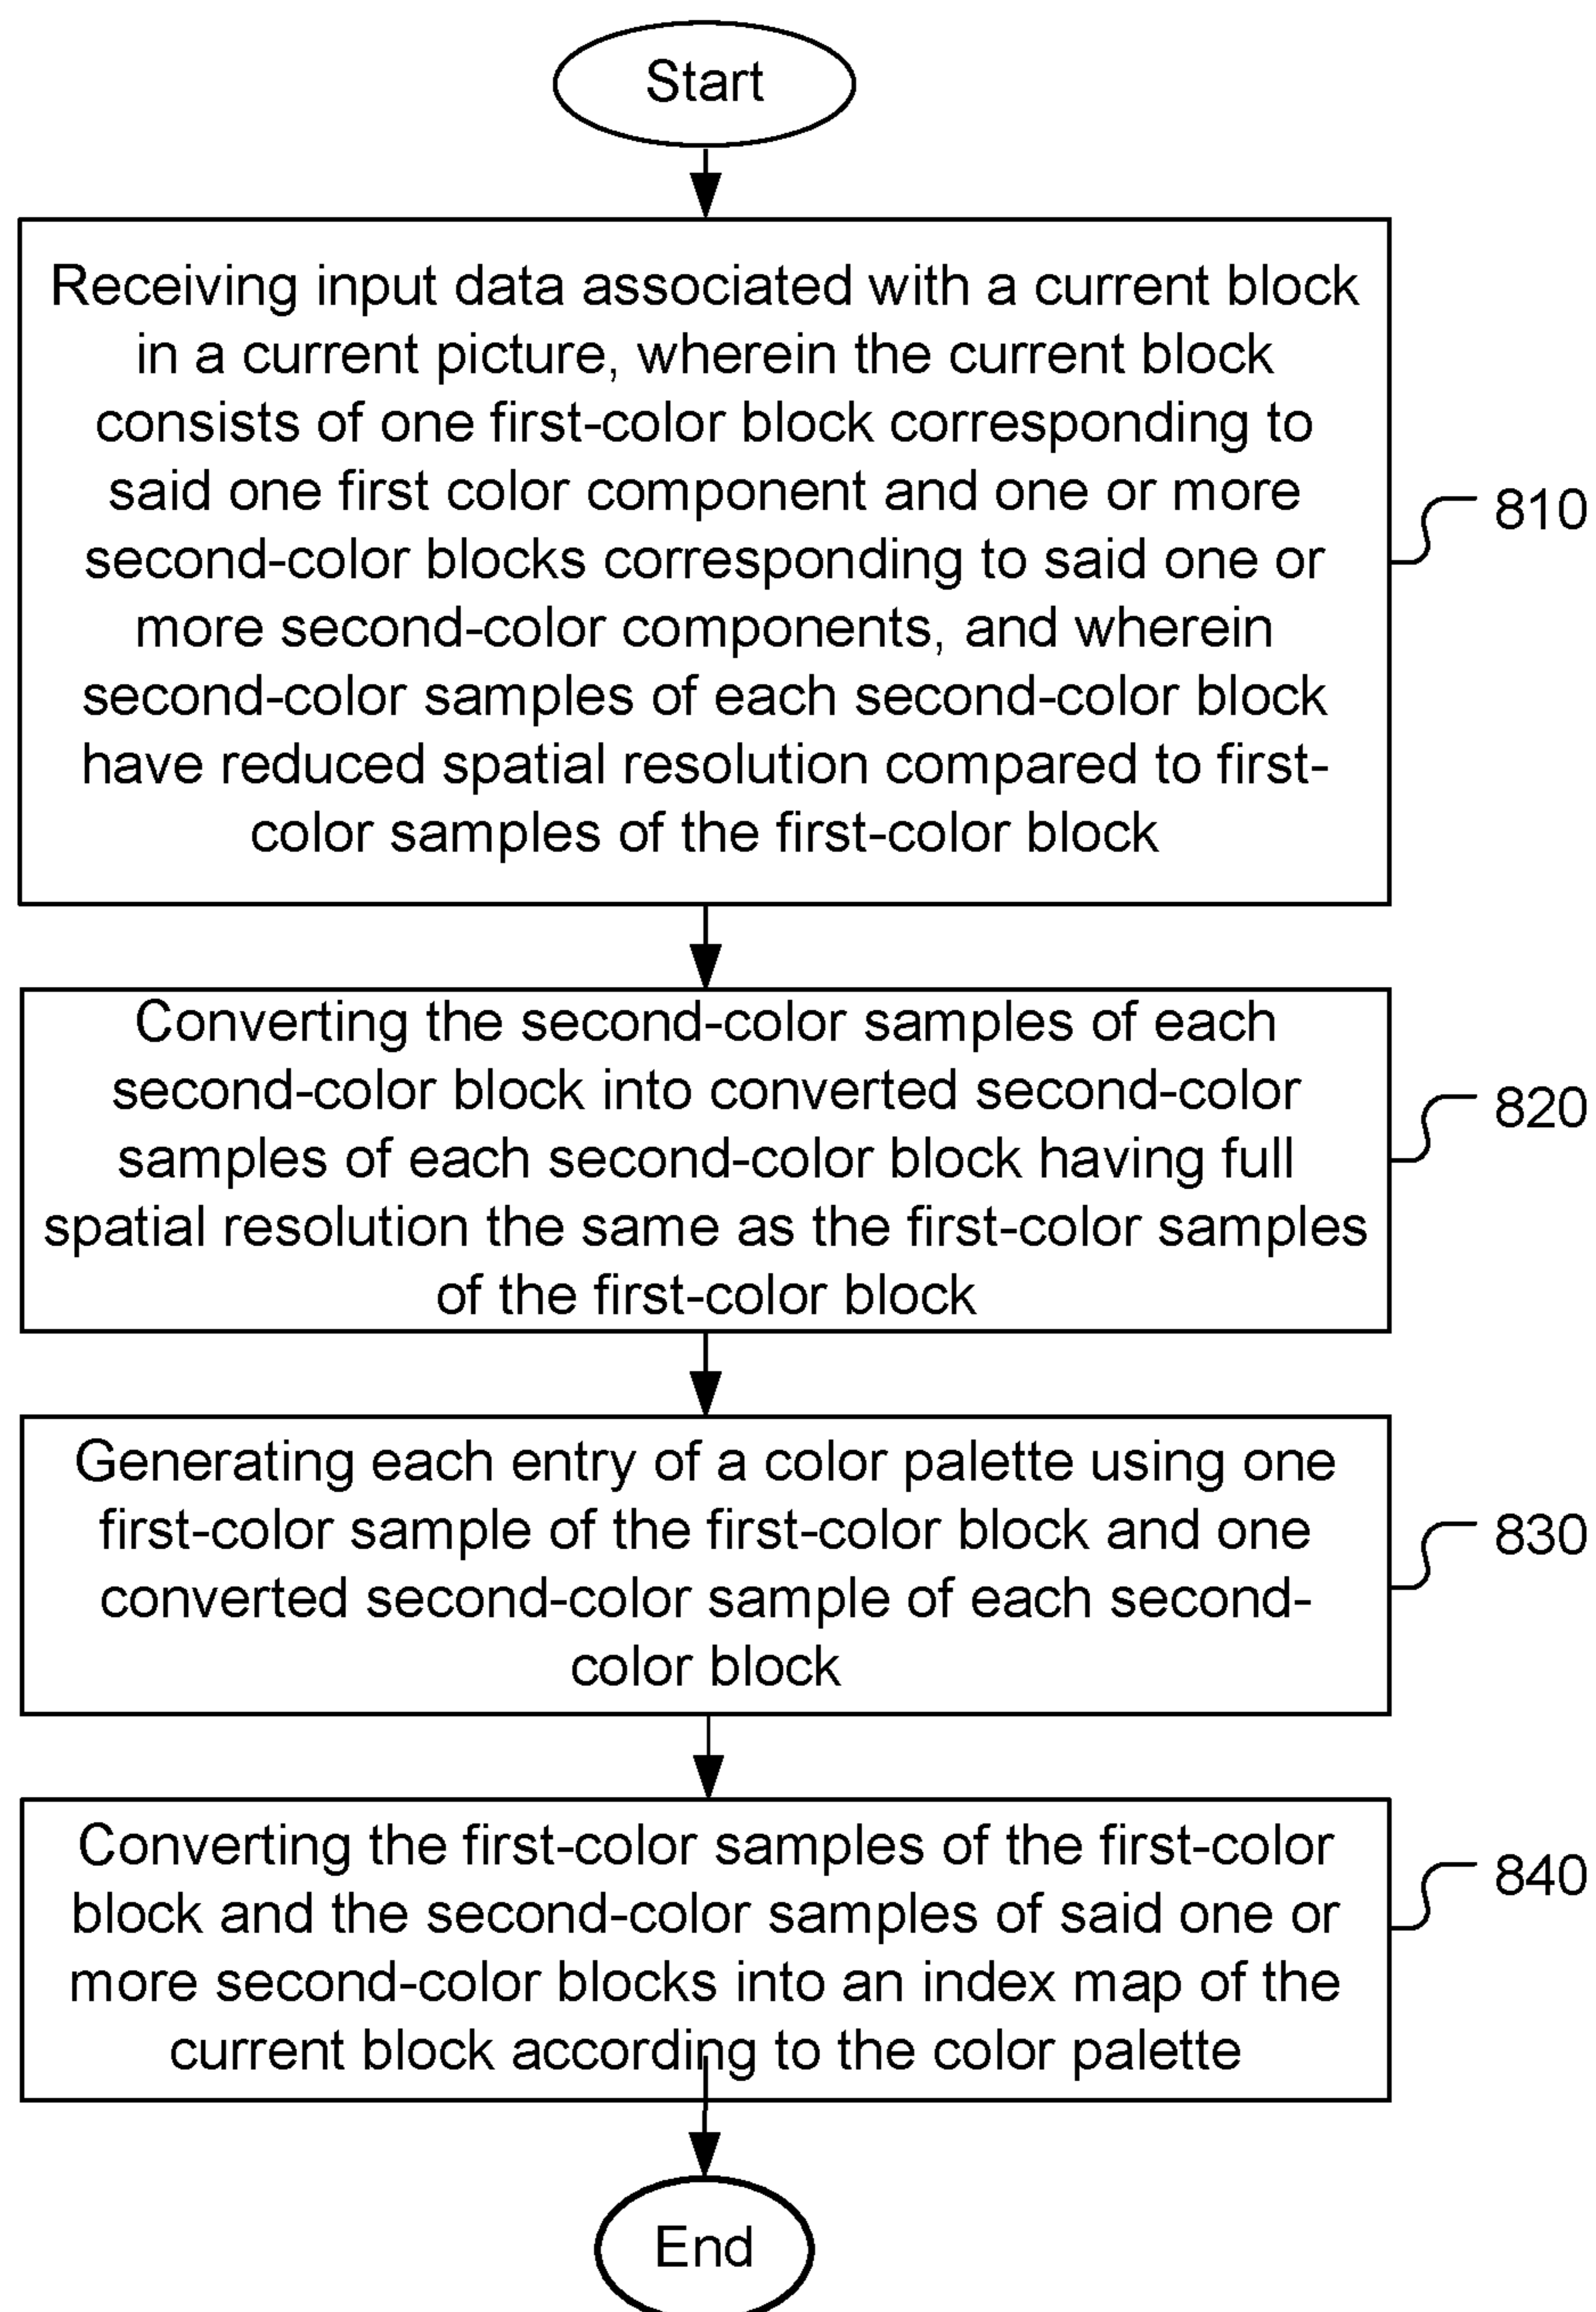 Start
Receiving input data associated with a current block
in a current picture, wherein the current block
consists of one first-color block corresponding to
said one first color component and one or more
second-color blocks corresponding to said one or
more second-color components, and wherein
second-color samples of each second-color block
have reduced spatial resolution compared to first-
color samples of the first-color block
810
Converting the second-color samples of each
second-color block into converted second-color
samples of each second-color block having full
spatial resolution the same as the first-color samples
of the first-color block
820
Generating each entry of a color palette using one
first-color sample of the first-color block and one
converted second-color sample of each second-
color block
830
Converting the first-color samples of the first-color
block and the second-color samples of said one or
more second-color blocks into an index map of the
current block according to the color palette
840
End